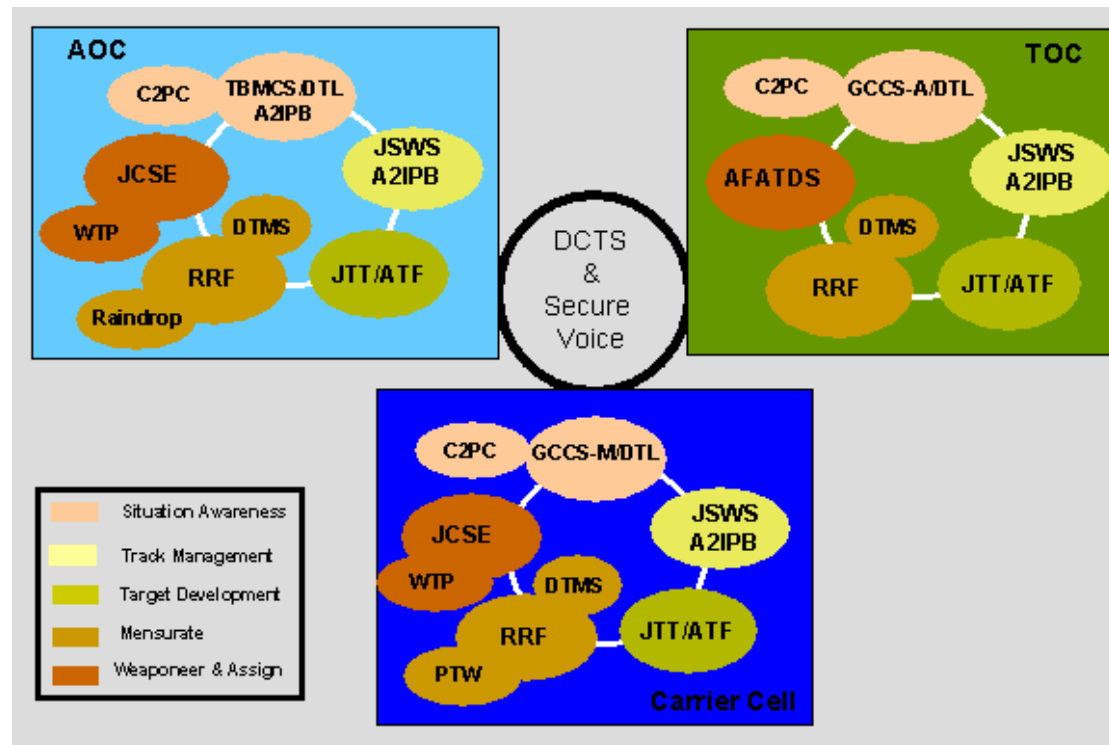 AOC
C2PC
TBMCS/DTL
A2IPB
JSWS
A2IPB
JCSE
WTP
DTMS
RRF
JTT/ATF
Raindrop
TOC
C2PC
GCCS-A/DTL
JSWS
A2IPB
AFATDS
DTMS
RRF
JTT/ATF
DCTS
&
Secure
Voice
C2PC
GCCS-M/DTL
JSWS
A2IPB
JCSE
WTP
DTMS
RRF
JTT/ATF
PTW
Carrier Cell
Situation Awareness
Track Management
Target Development
Mensurate
Weaponeer & Assign